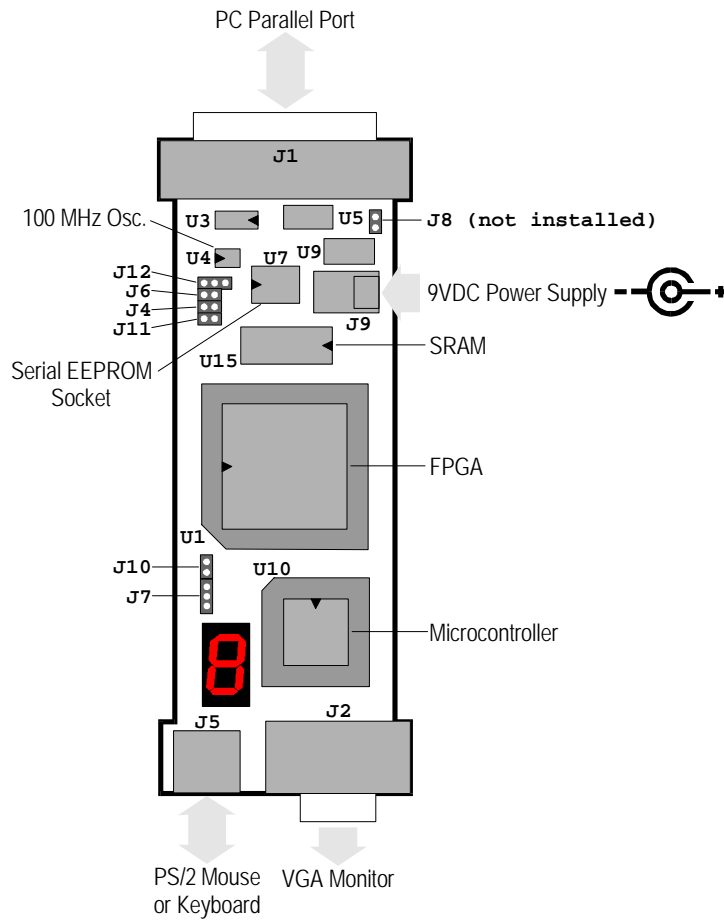 PC Parallel Port
J1
U3
U5
J8 (not installed)
100 MHz Osc.
U4
U7
U9
J12
J6
J4
J11
9VDC Power Supply
J9
U15
SRAM
Serial EEPROM
Socket
FPGA
U1
J10
U10
J7
Microcontroller
8
J5
J2
PS/2 Mouse
or Keyboard
VGA Monitor